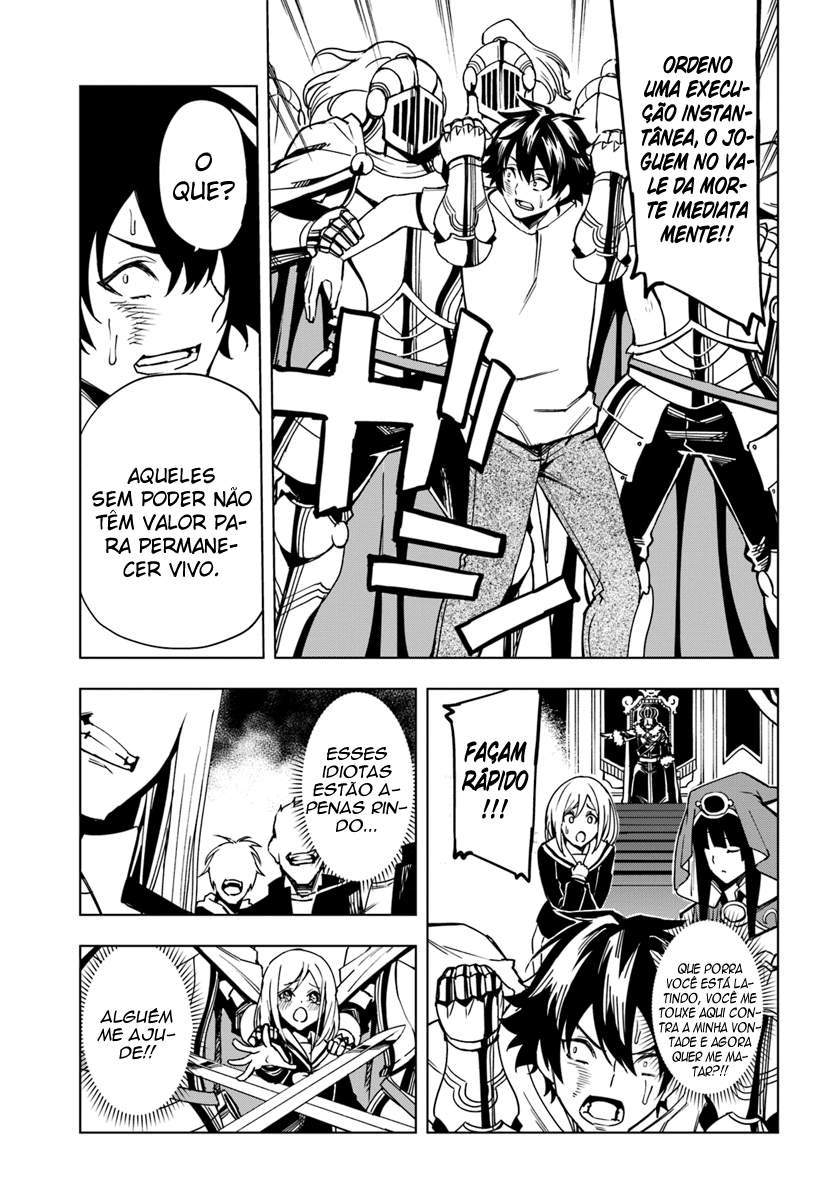 ORDENO
UMA EXECU-
ÇÃO INSTAN-
TÂNEA, O JO-
GUEM NO VA-
LE DA MOR-
TE IMEDIATA
MENTE!!
O
QUE?
ガッ
AQUELES
SEM PODER NÃO
TÊM VALOR PA-
RA PERMANE-
CER VIVO.
FAÇAM
RÁPIDO
!!!
QUE PORRA
VOCÊ ESTÁ LA-
TINDO, VOCÊ ME
TOUXE AQUI CON-
TRA A MINHA VON-
TADE E AGORA
QUER ME MA-
TAR?!!
ESSES
IDIOTAS
ESTÃO A-
PENAS RIN-
DO...
ALGUÉM
ME AJU-
DE!!